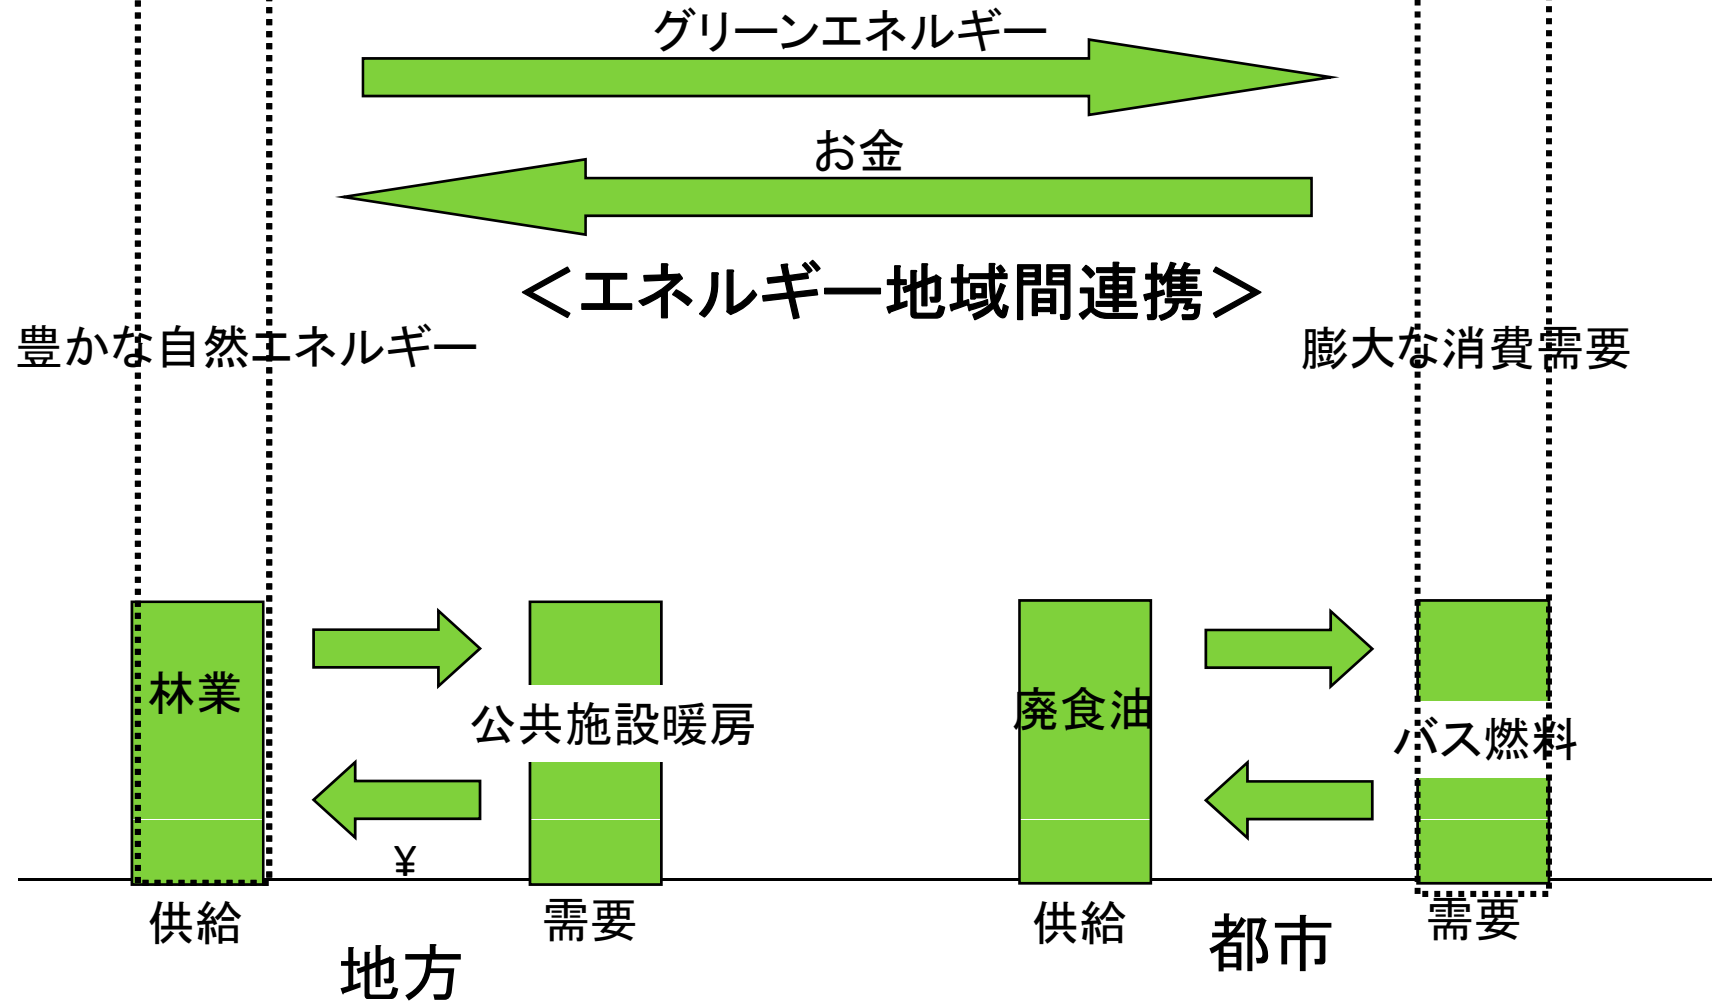 グリーンエネルギー
お金
＜エネルギー地域間連携＞
豊かな自然エネルギー
膨大な消費需要
林業
公共施設暖房
廃食油
バス燃料
¥
供給
需要
供給
需要
地方
都市